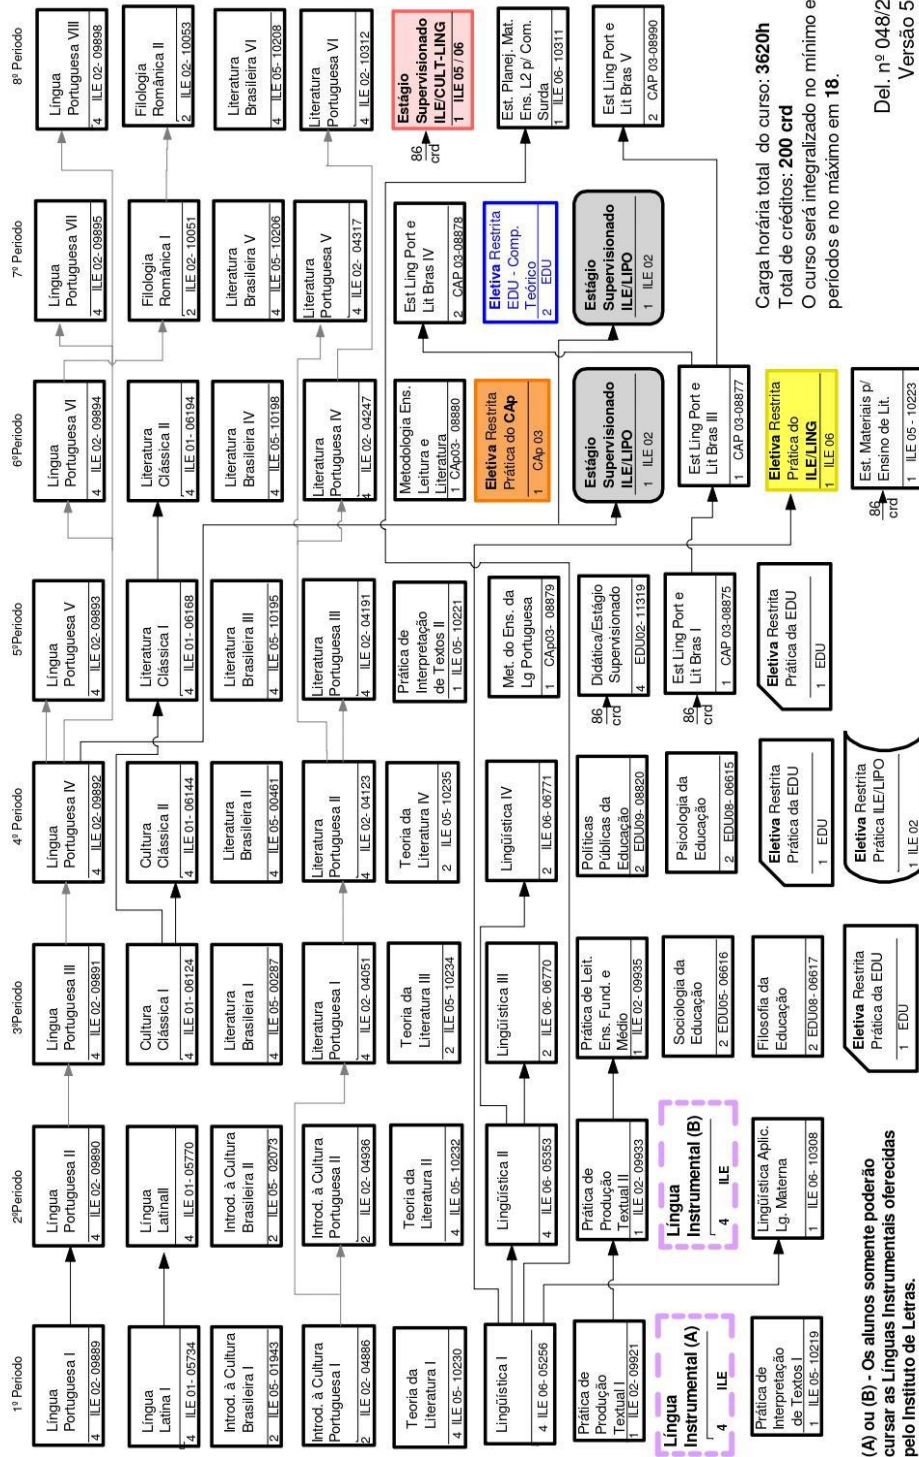 1º Periodo
Língua
Portuguesa I
4 ILE 02- 09889
Língua
Latina I
4 ILE 01- 05734
Introd. à Cultura
Brasileira I
2 ILE 05- 01943
Introd. à Cultura
Portuguesa I
2 ILE 02- 04886
Teoria da
Literatura I
4 ILE 05- 10230
Lingüística I
4 ILE 06- 05256
Prática de
Produção
Textual I
1 ILE 02- 09921
Língua
Instrumental (A)
4 ILE
Prática de
Interpretação
de Textos I
1 ILE 05- 10219
2ºPeriodo
Língua
Portuguesa II
4 ILE 02- 09890
Língua
LatinaII
4 ILE 01- 05770
Introd. à Cultura
Brasileira II
2 ILE 05- 02073
Introd. à Cultura
Portuguesa II
2 ILE 02- 04936
Teoria da
Literatura II
4 ILE 05- 10232
Lingüística II
4 ILE 06- 05353
Prática de
Produção
Textual II
1 ILE 02- 09933
Língua
Instrumental (B)
4 ILE
Lingüística Aplic.
Lg. Materna
1 ILE 06- 10308
3ºPeriodo
Língua
Portuguesa III
4 ILE 02- 09891
Cultura
Clássica I
4 ILE 01- 06124
Literatura
Brasileira I
4 ILE 05- 00287
Literatura
Portuguesa I
4 ILE 02- 04051
Teoria da
Literatura III
2 ILE 05- 10234
Lingüística III
2 ILE 06- 06770
Prática de Leit.
Ens. Fund. e
Médio
1 ILE 02- 09935
Sociologia da
Educação
2 EDU05- 06616
Filosofia da
Educação
2 EDU08- 06617
Eletiva Restrita
Prática da EDU
1 EDU
4º Periodo
Língua
Portuguesa IV
4 ILE 02- 09892
Cultura
Clássica II
4 ILE 01- 06144
Literatura
Brasileira II
4 ILE 05- 00461
Literatura
Portuguesa II
4 ILE 02- 04123
Teoria da
Literatura IV
2 ILE 05- 10235
Lingüística IV
2 ILE 06- 06771
Políticas
Públicas da
Educação
2 EDU09- 08820
Psicologia da
Educação
2 EDU08- 06615
Eletiva Restrita
Prática da EDU
1 EDU
Eletiva Restrita
Prática ILE/LIPO
1 ILE 02
5ºPeriodo
Língua
Portuguesa V
4 ILE 02- 09893
Literatura
Clássica I
4 ILE 01- 06168
Literatura
Brasileira III
4 ILE 05- 10195
Literatura
Portuguesa III
4 ILE 02- 04191
Prática de
Interpretação
de Textos II
1 ILE 05- 10221
Met. do Ens. da
Lg Portuguesa
1 CAp03- 08879
86
crd
Didática/Estágio
Supervisionado
4 EDU02- 11319
86
crd
Est Ling Port e
Lit Bras I
1 CAP 03-08875
Eletiva Restrita
Prática da EDU
1 EDU
6ºPeriodo
Língua
Portuguesa VI
4 ILE 02- 09894
Literatura
Clássica II
4 ILE 01- 06194
Literatura
Brasileira IV
4 ILE 05- 10198
Literatura
Portuguesa IV
4 ILE 02- 04247
Metodologia Ens.
Leitura e
Literatura
1 CAp03- 08880
Eletiva Restrita
Prática do CAp
1 CAp 03
Estágio
Supervisionado
ILE/LIPO
1 ILE 02
Est Ling Port e
Lit Bras III
1 CAP 03-08877
Eletiva Restrita
Prática do
ILE/LING
1 ILE 06
86
crd
Est. Materiais p/
Ensino de Lit.
1 ILE 05 - 10223
7º Periodo
Língua
Portuguesa VII
4 ILE 02- 09895
Filologia
Românica I
2 ILE 02- 10051
Literatura
Brasileira V
4 ILE 05- 10206
Literatura
Portuguesa V
4 ILE 02- 04317
Est Ling Port e
Lit Bras IV
2 CAP 03-08878
Eletiva Restrita
EDU - Comp.
Teórico
2 EDU
Estágio
Supervisionado
ILE/LIPO
1 ILE 02
8º Periodo
Língua
Portuguesa VIII
4 ILE 02- 09898
Filologia
Românica II
2 ILE 02- 10053
Literatura
Brasileira VI
4 ILE 05- 10208
Literatura
Portuguesa VI
4 ILE 02- 10312
86
crd
Estágio
Supervisionado
ILE/CULT-LING
1 ILE 05 / 06
Est. Planej. Mat.
Ens. L2 p/ Com.
Surda
1 ILE 06- 10311
Est Ling Port e
Lit Bras V
2 CAP 03-08990
(A) ou (B) - Os alunos somente poderão
cursar as Línguas Instrumentais oferecidas
pelo Instituto de Letras.
Carga horária total do curso: 3620h
Total de créditos: 200 crd
O curso será integralizado no mínimo e
períodos e no máximo em 18.
Del. nº 048/2
Versão 5